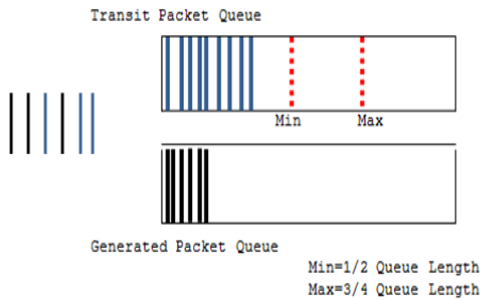 Transit Packet Queue
Min Max
Generated Packet Queue
Min=1/2 Queue Length
Max=3/4 Queue Length